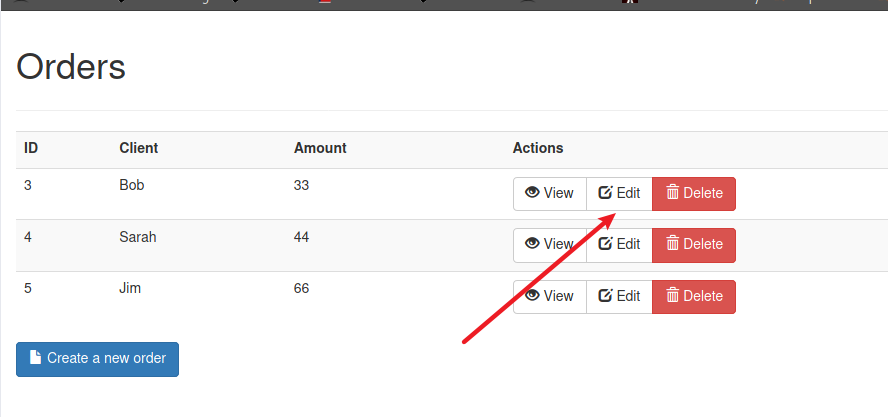 Orders
ID Client Amount Actions
3 Bob 33 View Edit Delete
4 Sarah 44 View Edit Delete
5 Jim 66 View Edit Delete
Create a new order